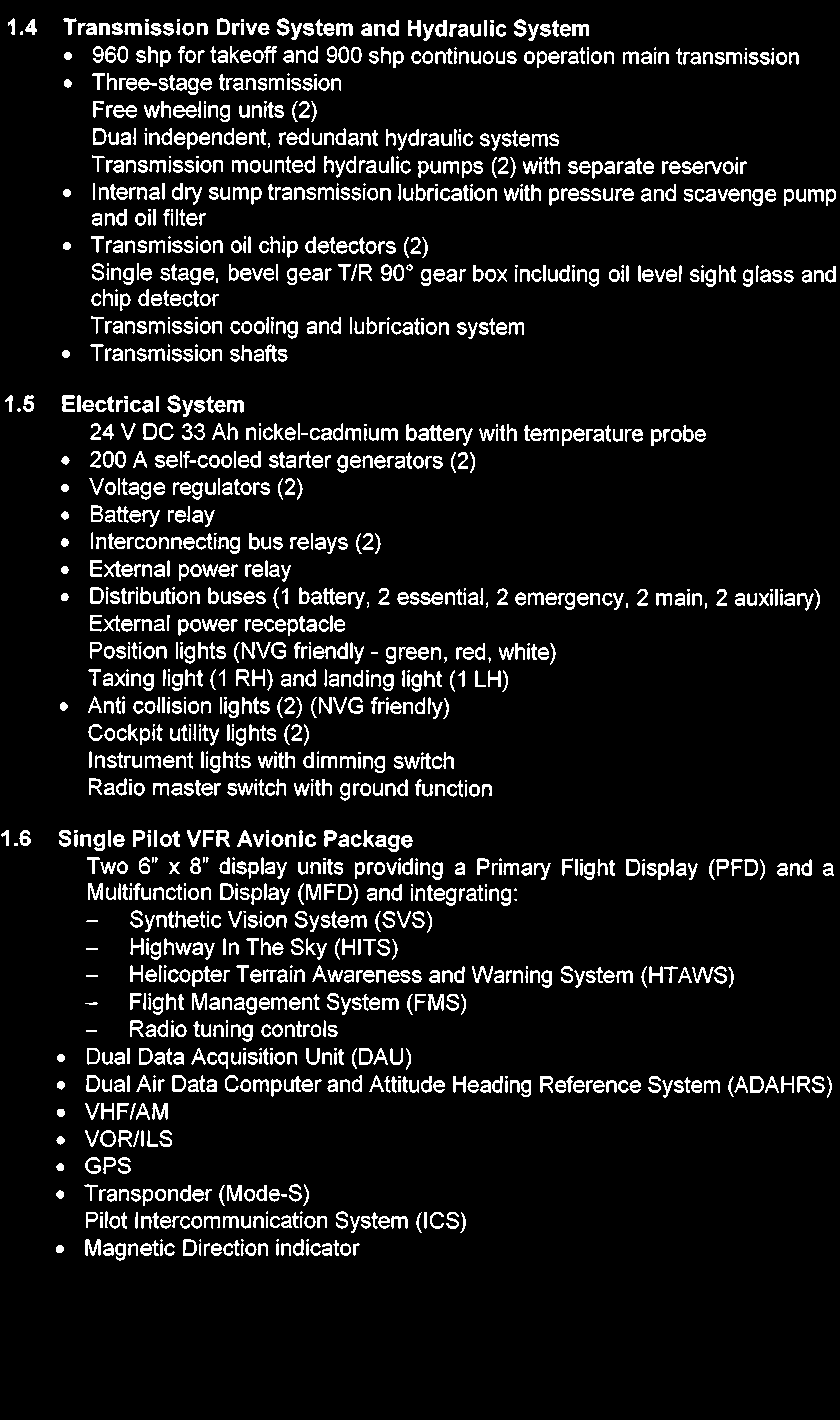 1.4 Transmission Drive System and Hydraulic System
• 960 shp for takeoff and 900 shp continuous operation main transmission
• Three-stage transmission
Free wheeling units (2)
Dual independent, redundant hydraulic systems
Transmission mounted hydraulic pumps (2) with separate reservoir
• Internal dry sump transmission lubrication with pressure and scavenge pump
and oil filter
• Transmission oil chip detectors (2)
Single stage, bevel gear T/R 90° gear box including oil level sight glass and
chip detector
Transmission cooling and lubrication system
• Transmission shafts
1.5 Electrical System
24 V DC 33 Ah nickel-cadmium battery with temperature probe
• 200 A self-cooled starter generators (2)
• Voltage regulators (2)
• Battery relay
• Interconnecting bus relays (2)
• External power relay
• Distribution buses (1 battery, 2 essential, 2 emergency, 2 main, 2 auxiliary)
External power receptacle
Position lights (NVG friendly - green, red, white)
Taxing light (1 RH) and landing light (1 LH)
• Anti collision lights (2) (NVG friendly)
Cockpit utility lights (2)
Instrument lights with dimming switch
Radio master switch with ground function
1.6 Single Pilot VFR Avionic Package
Two 6" x 8" display units providing a Primary Flight Display (PFD) and a
Multifunction Display (MFD) and integrating:
– Synthetic Vision System (SVS)
– Highway In The Sky (HITS)
– Helicopter Terrain Awareness and Warning System (HTAWS)
– Flight Management System (FMS)
– Radio tuning controls
• Dual Data Acquisition Unit (DAU)
• Dual Air Data Computer and Attitude Heading Reference System (ADAHRS)
• VHF/AM
• VOR/ILS
• GPS
• Transponder (Mode-S)
Pilot Intercommunication System (ICS)
• Magnetic Direction indicator